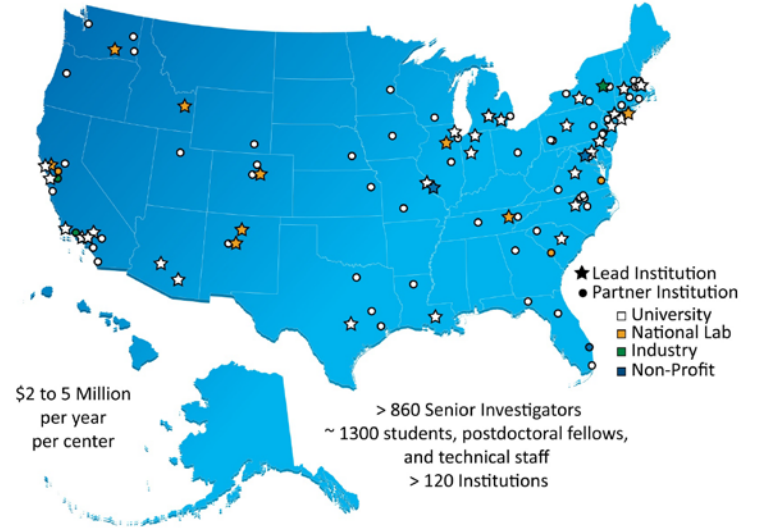 Lead Institution
Partner Institution
University
National Lab
Industry
Non-Profit
$2 to 5 Million
per year
per center
> 860 Senior Investigators
~ 1300 students, postdoctoral fellows,
and technical staff
> 120 Institutions